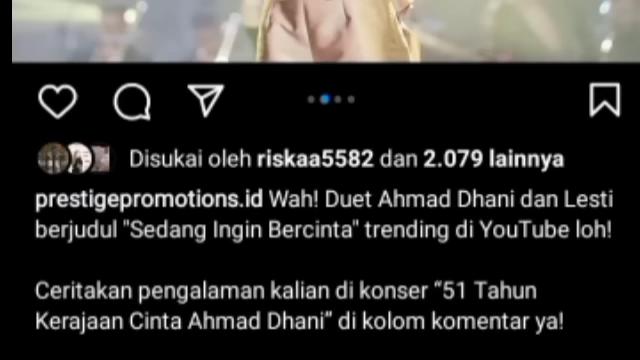 Disukai oleh riskaa5582 dan 2.079 lainnya
prestigepromotions.id Wah! Duet Ahmad Dhani dan Lesti
berjudul "Sedang Ingin Bercinta" trending di YouTube loh!
Ceritakan pengalaman kalian di konser “51 Tahun
Kerajaan Cinta Ahmad Dhani” di kolom komentar ya!